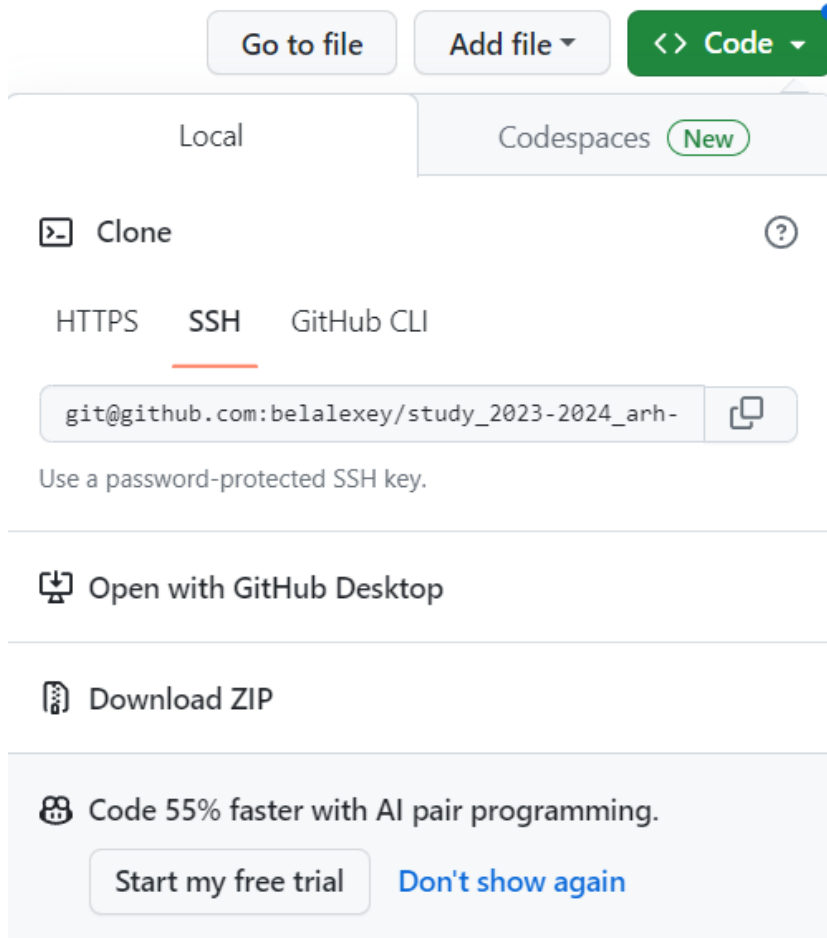 Go to file Add file <> Code
Local Codespaces New
Clone
HTTPS SSH GitHub CLI
git@github.com:belalexey/study_2023-2024_arh-
Use a password-protected SSH key.
Open with GitHub Desktop
Download ZIP
Code 55% faster with AI pair programming.
Start my free trial Don't show again